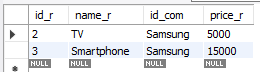 id_r name_r id_com price_r
2 TV Samsung 5000
3 Smartphone Samsung 15000
NULL NULL NULL NULL